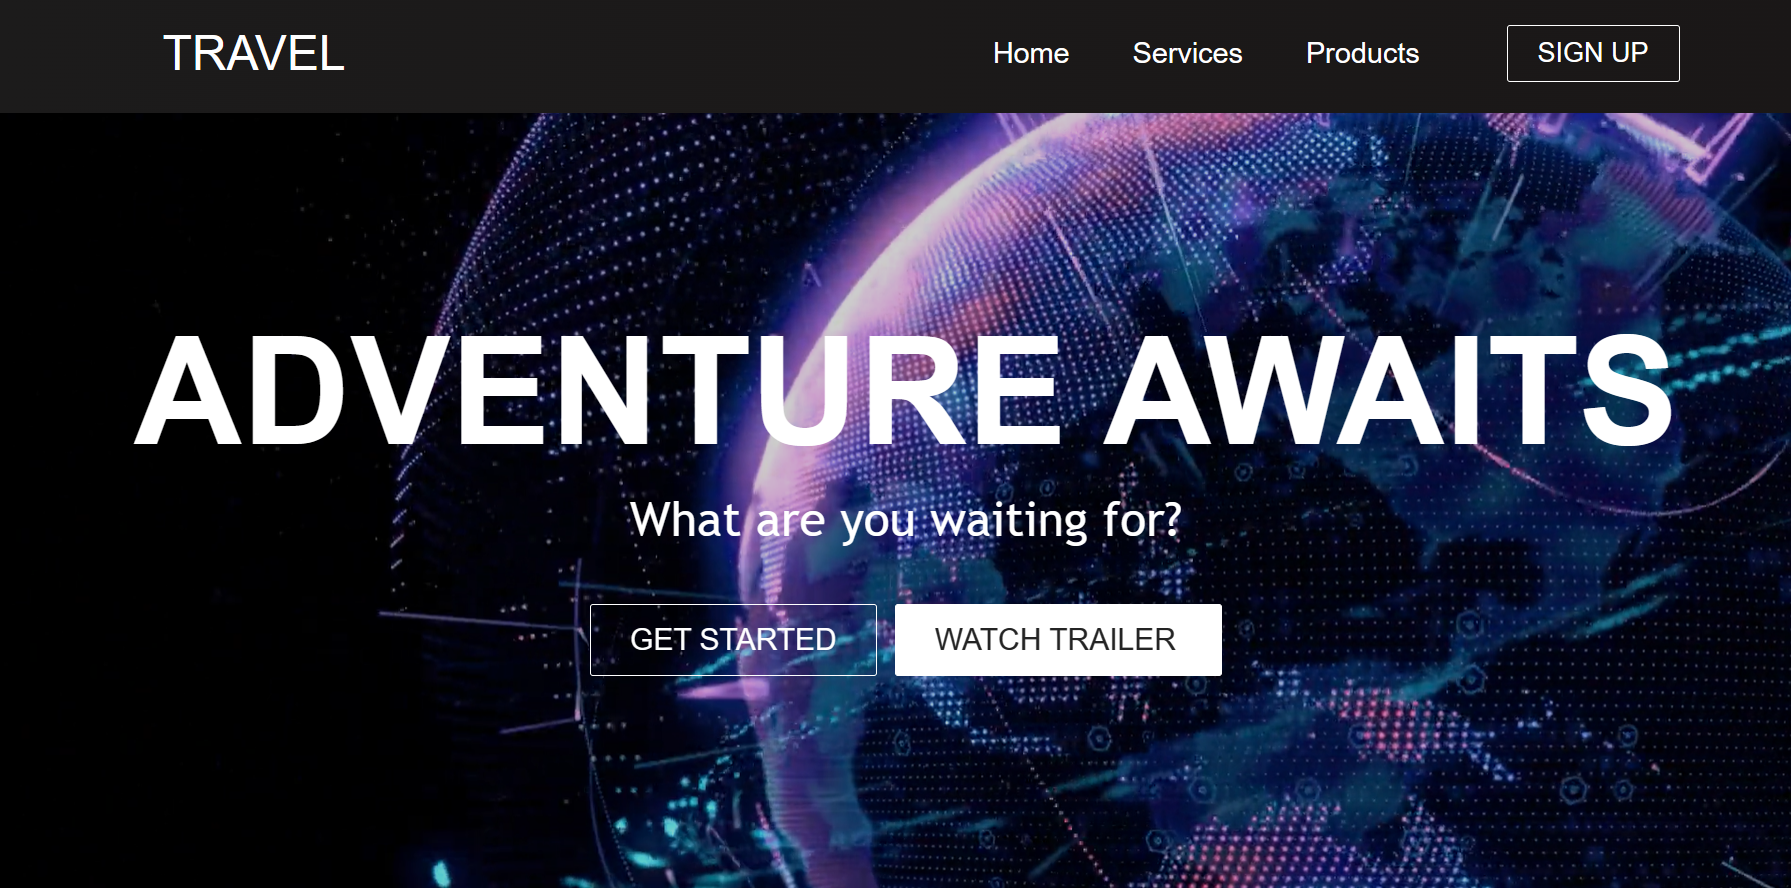 TRAVEL
Home Services Products SIGN UP
ADVENTURE AWAITS
What are you waiting for?
GET STARTED WATCH TRAILER